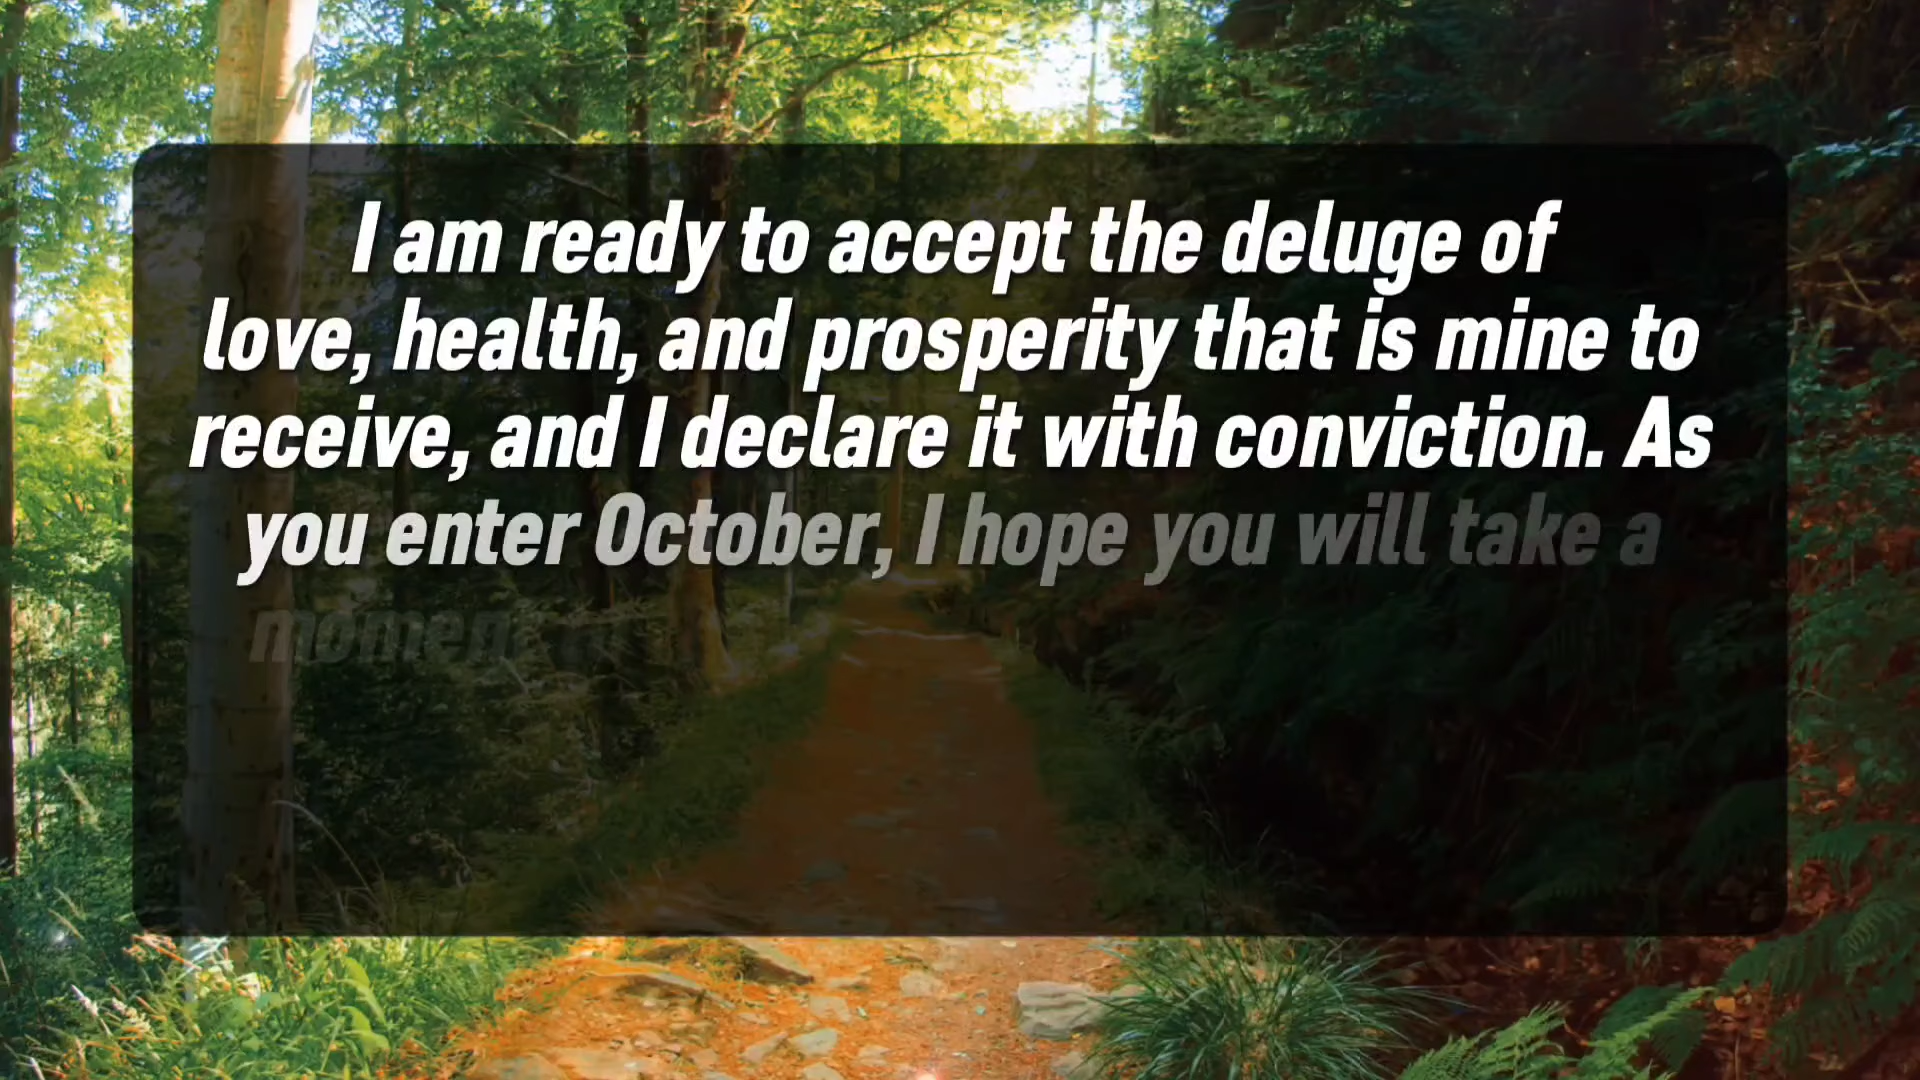 I am ready to accept the deluge of
love, health, and prosperity that is mine to
receive, and I declare it with conviction. As
you enter October, I hope you will take a
moment